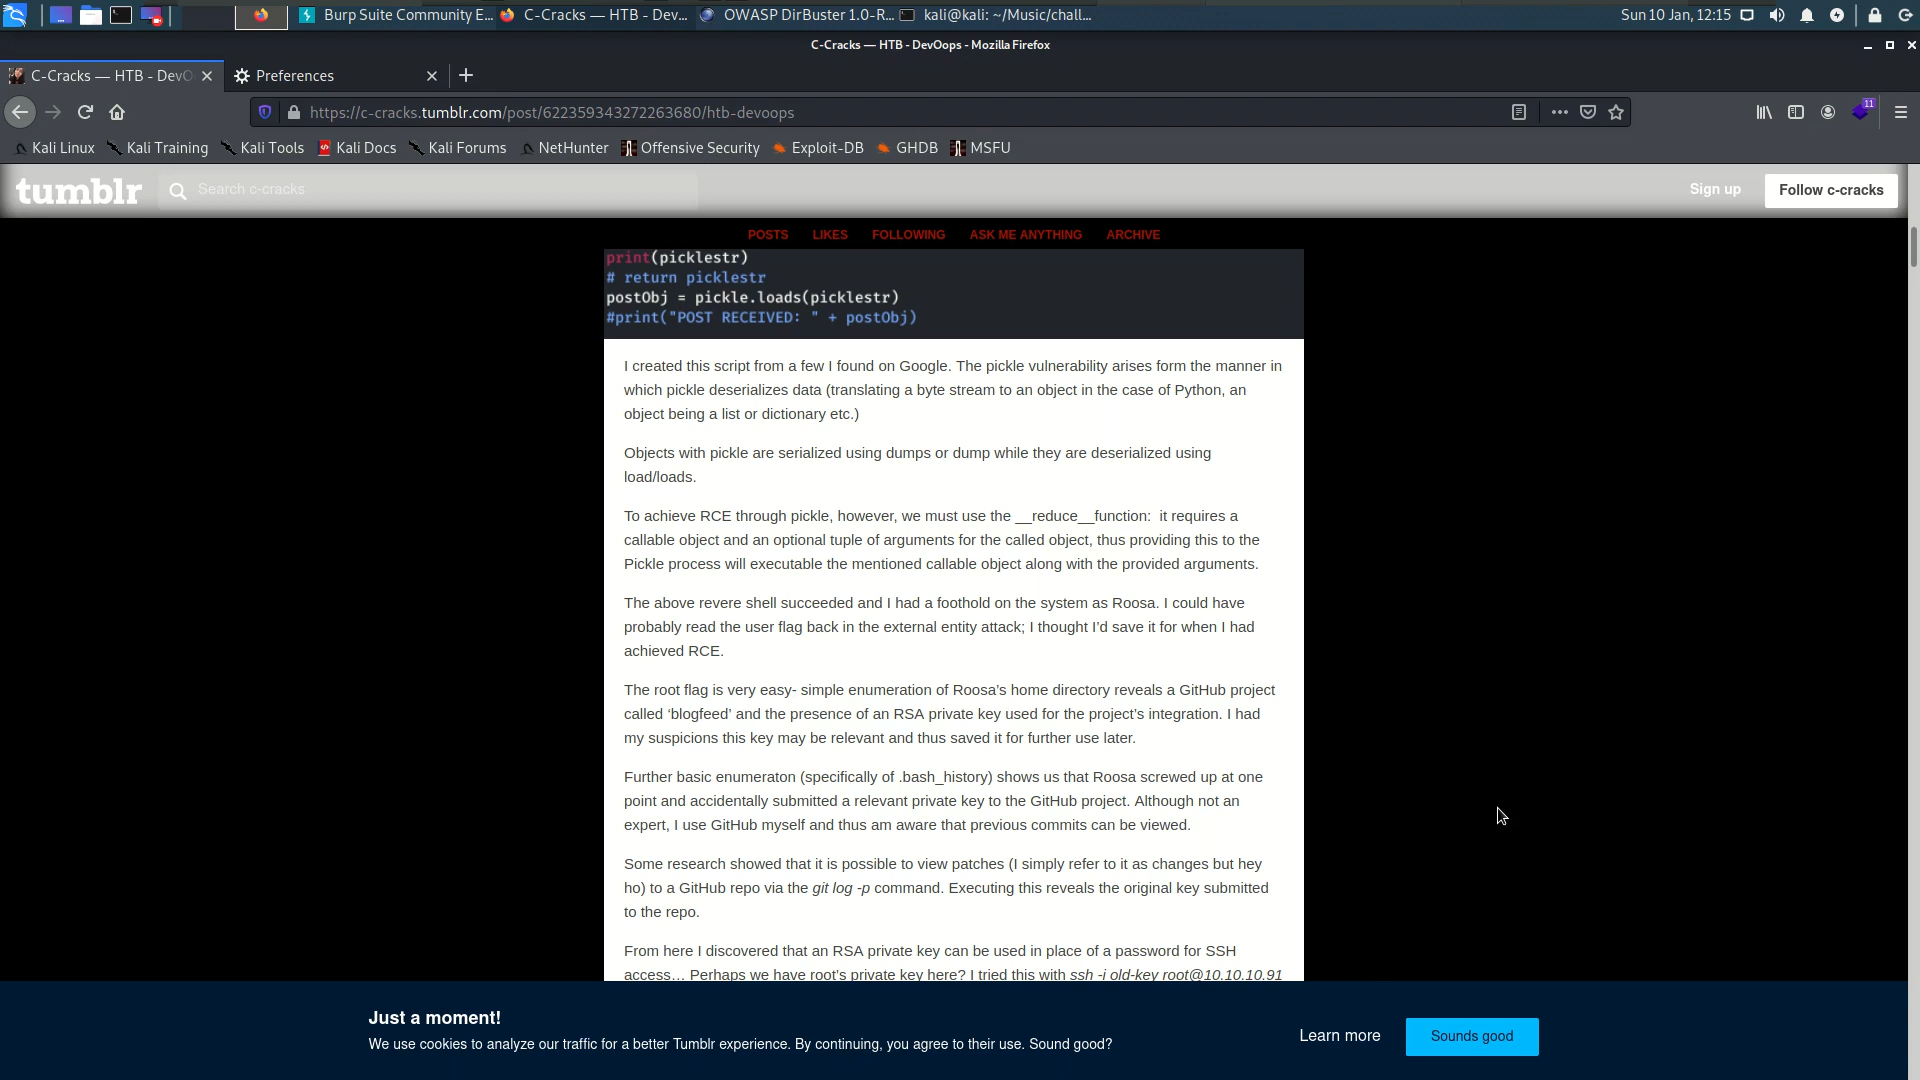 Burp Suite Community E...
C-Cracks — HTB - Dev...
OWASP DirBuster 1.0-R...
kali@kali: ~/Music/chall...
Sun 10 Jan, 12:15
C-Cracks — HTB - DevOops - Mozilla Firefox
C-Cracks — HTB - DevO
Preferences
https://c-cracks.tumblr.com/post/622359343272263680/htb-devoops
11
Kali Linux
Kali Training
Kali Tools
Kali Docs
Kali Forums
NetHunter
Offensive Security
Exploit-DB
GHDB
MSFU
tumblr
Search c-cracks
Sign up
Follow c-cracks
POSTS
LIKES
FOLLOWING
ASK ME ANYTHING
ARCHIVE
print(picklestr)
# return picklestr
postObj = pickle.loads(picklestr)
#print("POST RECEIVED: " + postObj)
I created this script from a few I found on Google. The pickle vulnerability arises form the manner in
which pickle deserializes data (translating a byte stream to an object in the case of Python, an
object being a list or dictionary etc.)
Objects with pickle are serialized using dumps or dump while they are deserialized using
load/loads.
To achieve RCE through pickle, however, we must use the __reduce__function:  it requires a
callable object and an optional tuple of arguments for the called object, thus providing this to the
Pickle process will executable the mentioned callable object along with the provided arguments.
The above revere shell succeeded and I had a foothold on the system as Roosa. I could have
probably read the user flag back in the external entity attack; I thought I'd save it for when I had
achieved RCE.
The root flag is very easy- simple enumeration of Roosa's home directory reveals a GitHub project
called ‘blogfeed’ and the presence of an RSA private key used for the project's integration. I had
my suspicions this key may be relevant and thus saved it for further use later.
Further basic enumeraton (specifically of .bash_history) shows us that Roosa screwed up at one
point and accidentally submitted a relevant private key to the GitHub project. Although not an
expert, I use GitHub myself and thus am aware that previous commits can be viewed.
Some research showed that it is possible to view patches (I simply refer to it as changes but hey
ho) to a GitHub repo via the git log -p command. Executing this reveals the original key submitted
to the repo.
From here I discovered that an RSA private key can be used in place of a password for SSH
access… Perhaps we have root's private key here? I tried this with ssh -i old-key root@10.10.10.91
Just a moment!
We use cookies to analyze our traffic for a better Tumblr experience. By continuing, you agree to their use. Sound good?
Learn more
Sounds good